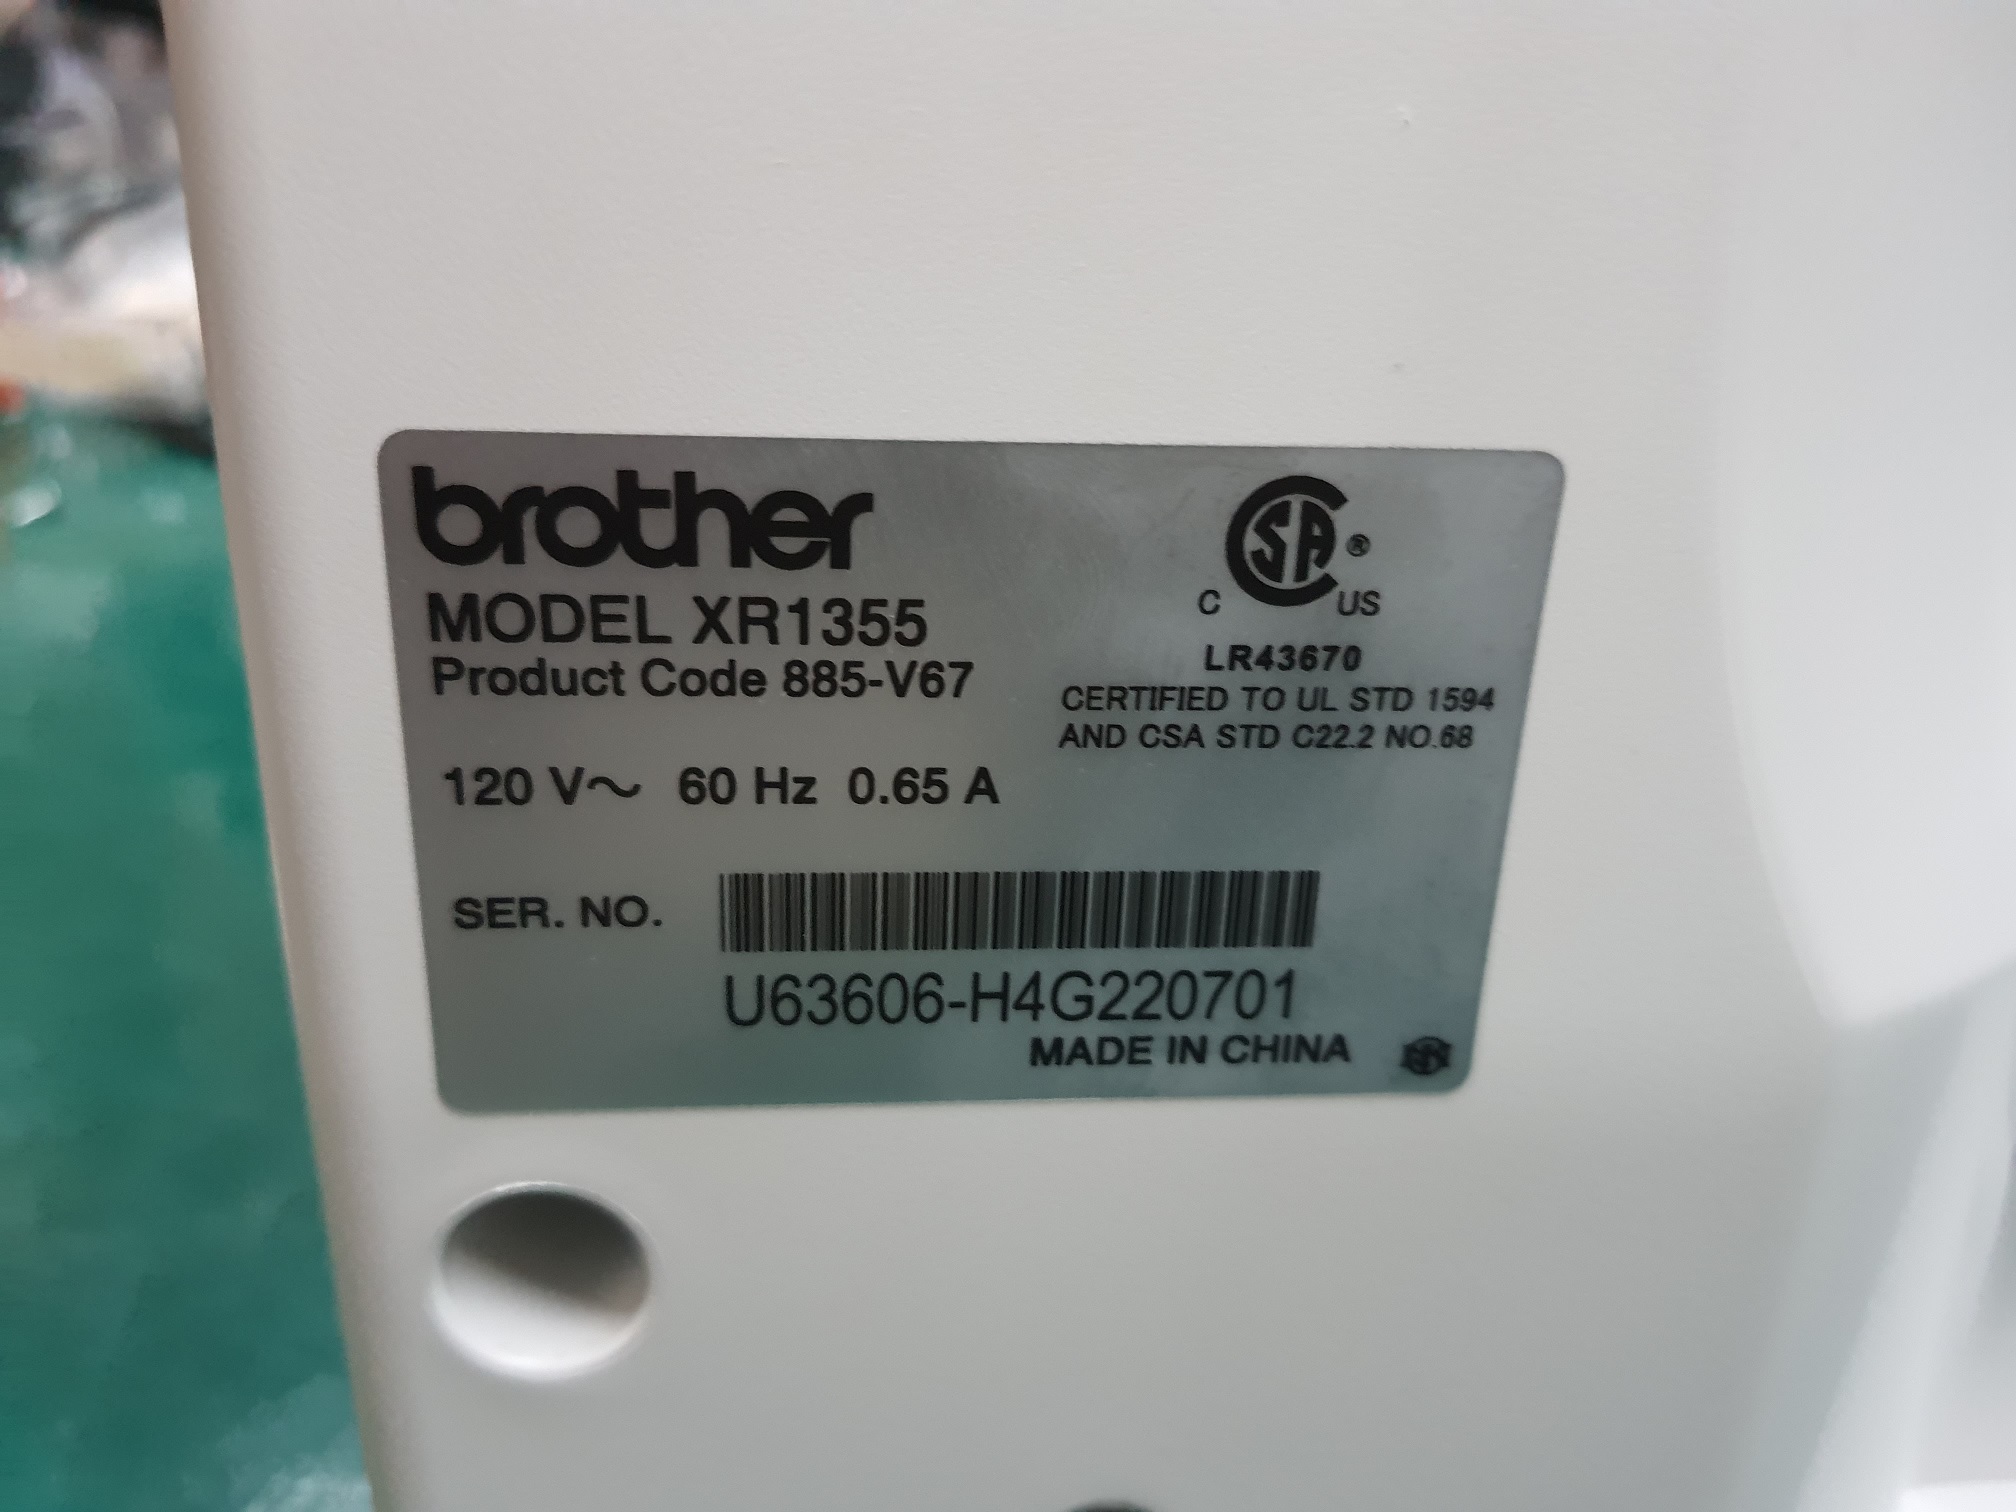 brother
MODEL XR1355
Product Code 885-V67
120 V~ 60 Hz 0.65 A
CSA®
C US
LR43670
CERTIFIED TO UL STD 1594
AND CSA STD C22.2 NO.68
SER. NO.
U63606-H4G220701
MADE IN CHINA